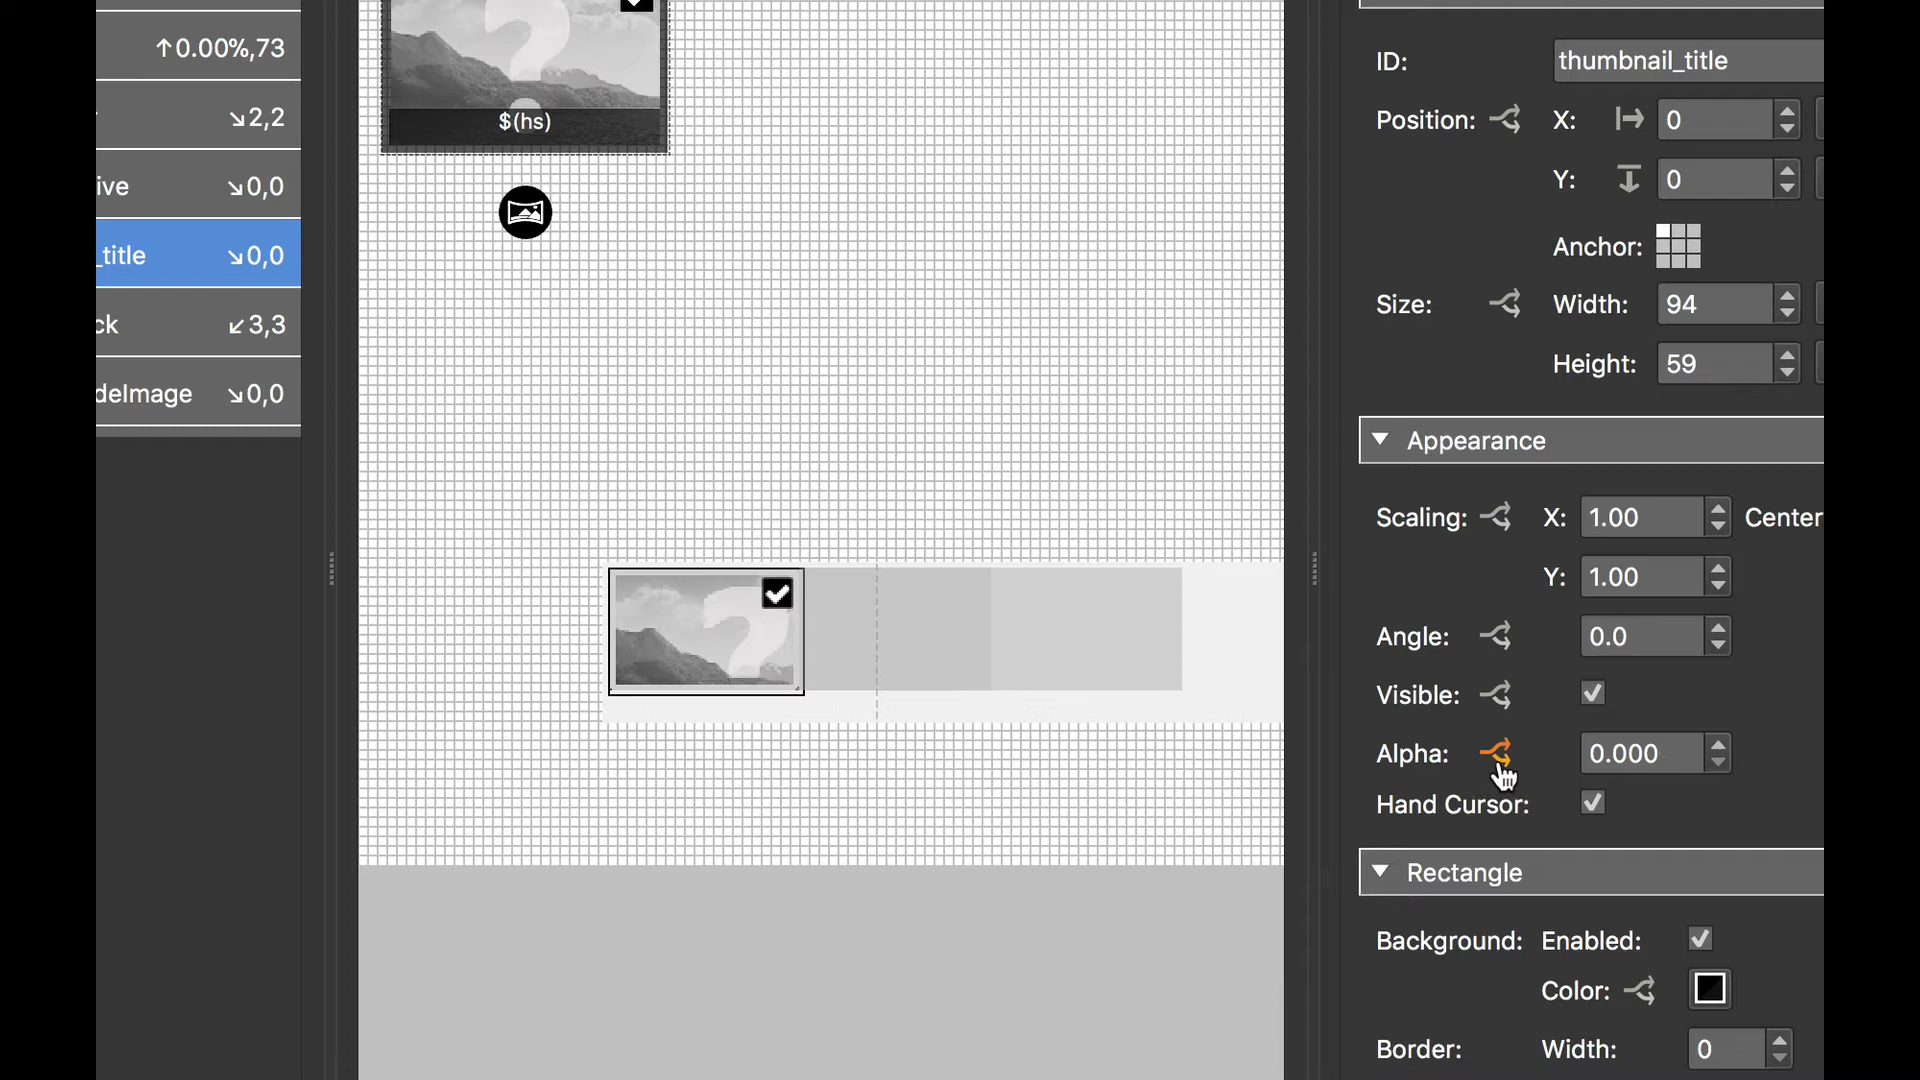 ↑0.00%,73
↘2,2
ive ↘0,0
_title ↘0,0
ck ↙3,3
deImage ↘0,0
$(hs)
?
?
ID: thumbnail_title
Position: X: 0
Y: 0
Anchor:
Size: Width: 94
Height: 59
Appearance
Scaling: X: 1.00 Center
Y: 1.00
Angle: 0.0
Visible:
Alpha: 0.000
Hand Cursor:
Rectangle
Background: Enabled:
Color:
Border: Width: 0